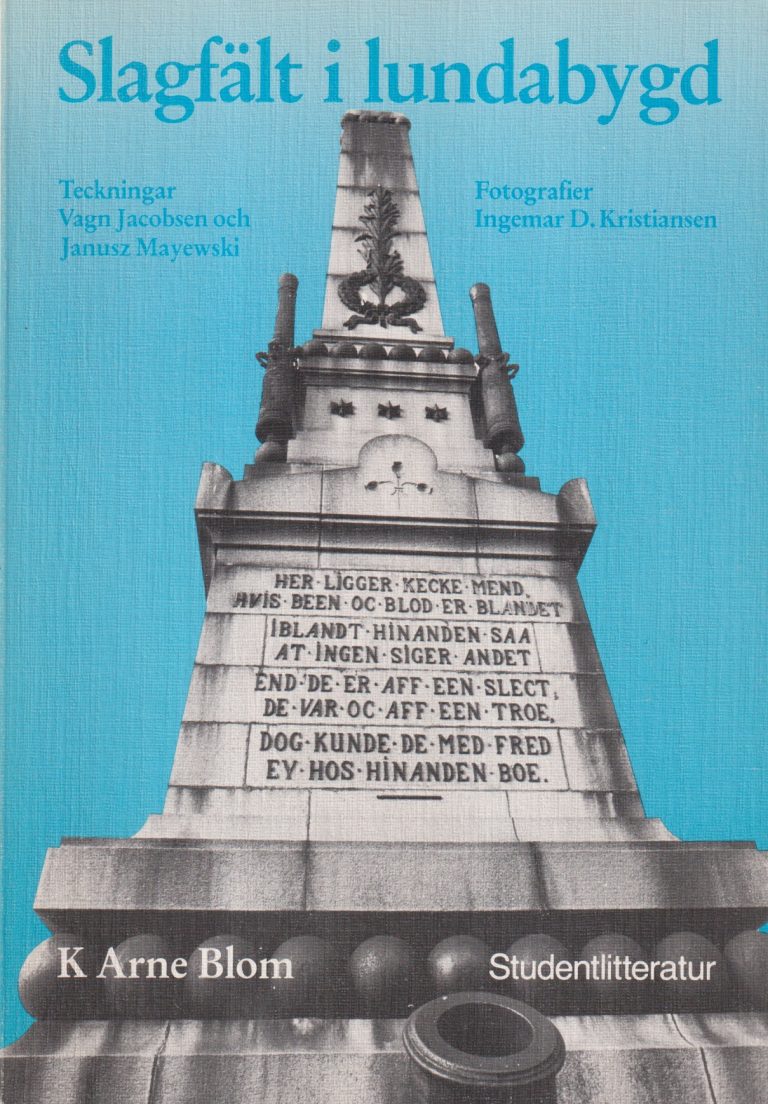 Slagfält i lundabygd
Teckningar
Vagn Jacobsen och
Janusz Mayewski
Fotografier
Ingemar D. Kristiansen
HER·LIGGER·KECKE·MEND,
HVIS·BEEN·OC·BLOD·ER·BLANDET
IBLANDT·HINANDEN·SAA
AT·INGEN·SIGER·ANDET
END·DE·ER·AFF·EEN·SLECT,
DE·VAR·OC·AFF·EEN·TROE,
DOG·KUNDE·DE·MED·FRED
EY·HOS·HINANDEN·BOE.
K Arne Blom
Studentlitteratur